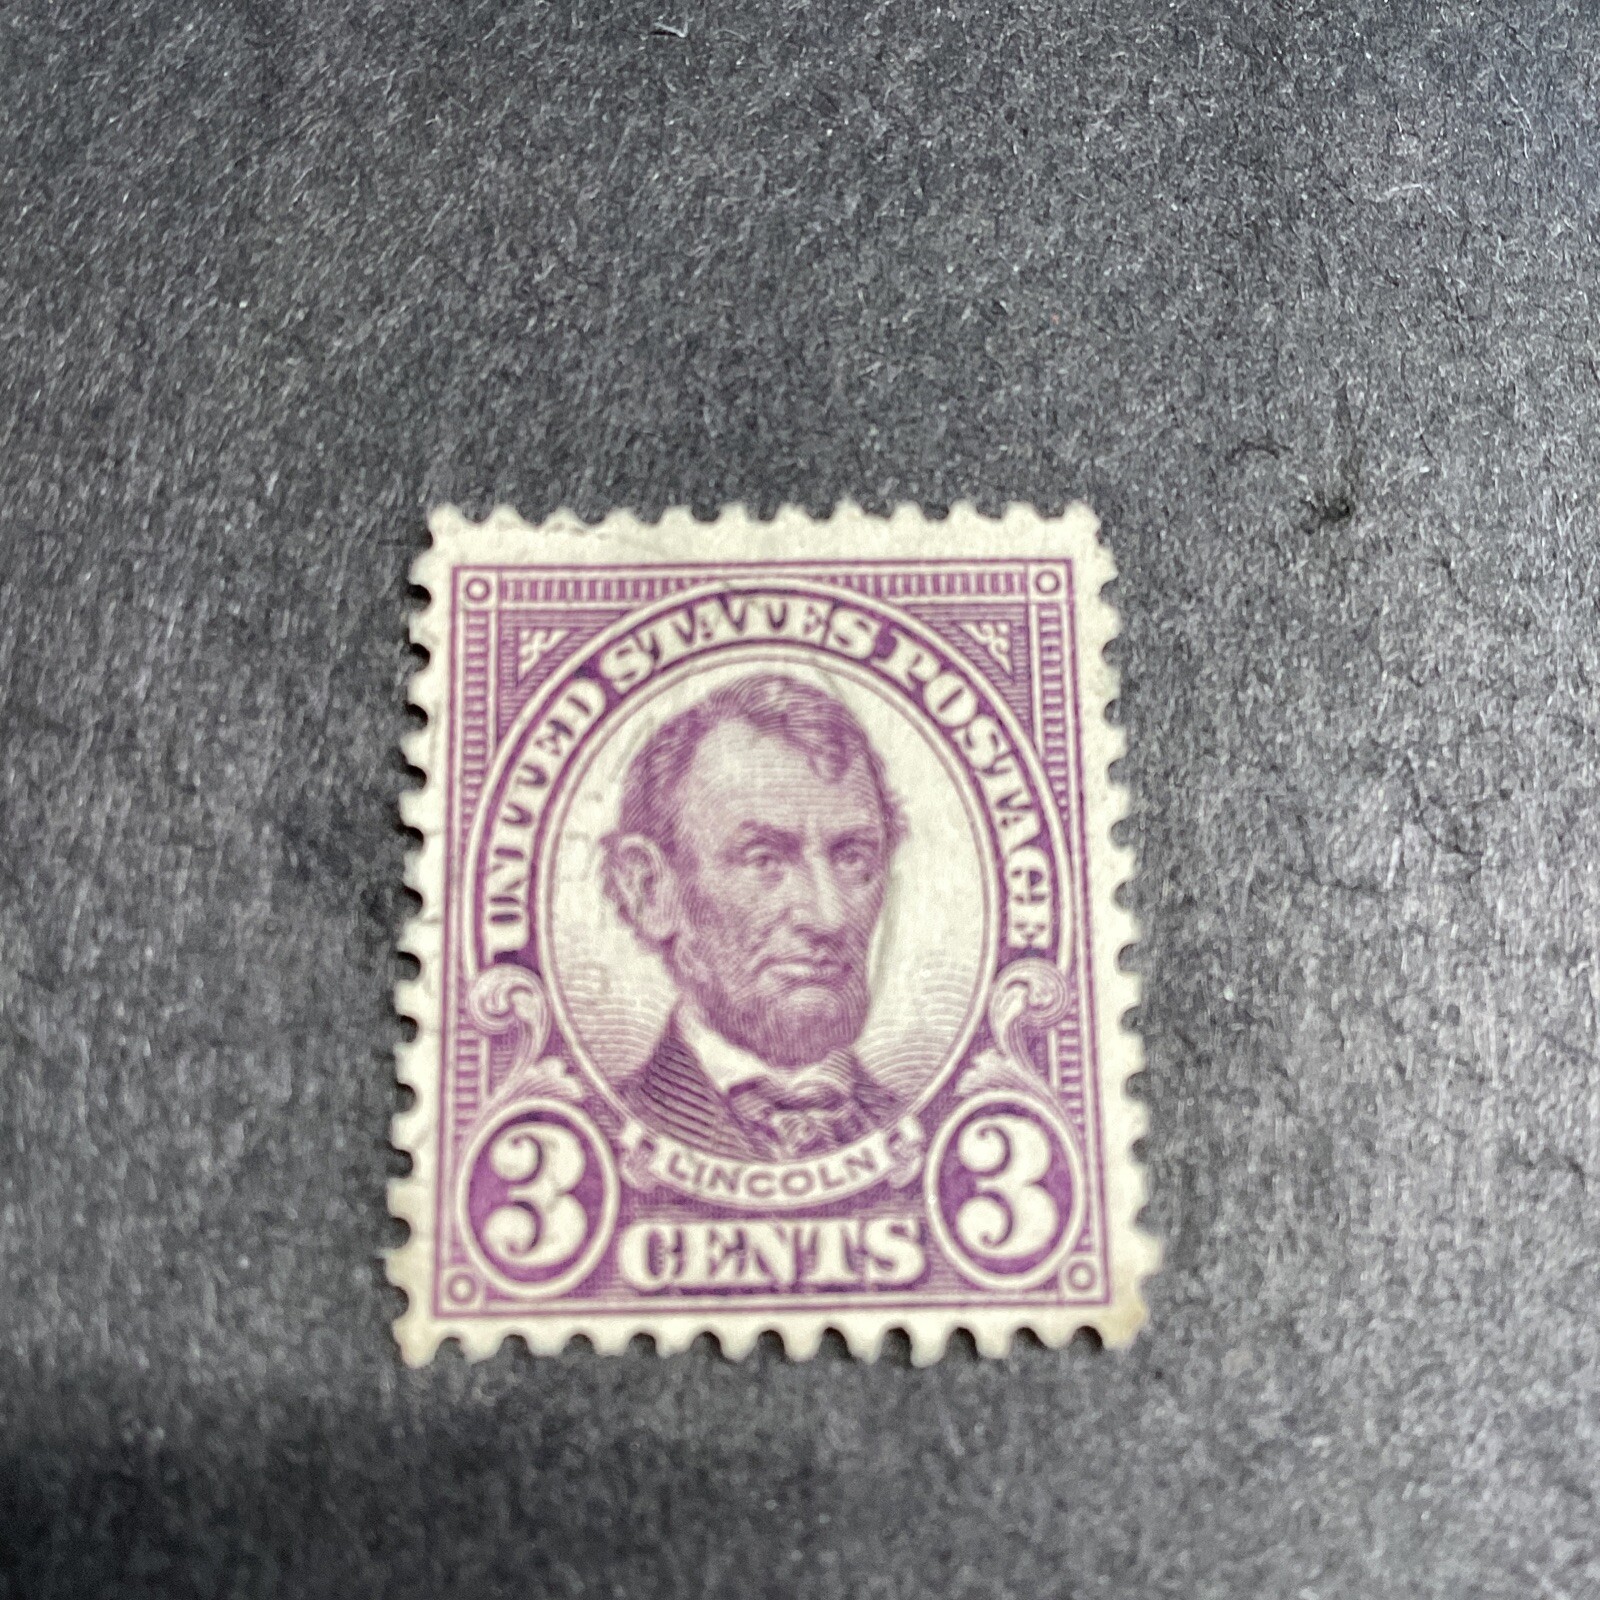 UNITED STATES POSTAGE
LINCOLN
3 CENTS 3